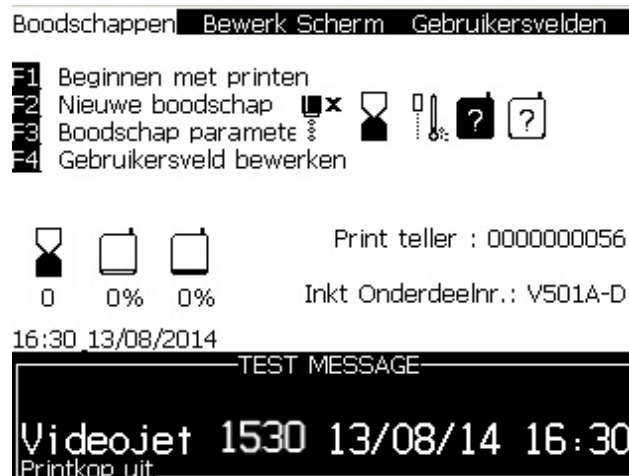 Boodschappen Bewerk Scherm Gebruikersvelden
F1 Beginnen met printen
F2 Nieuwe boodschap
F3 Boodschap paramete
F4 Gebruikersveld bewerken
? ?
Print teller : 0000000056
0 0% 0%
Inkt Onderdeelnr.: V501A-D
16:30 13/08/2014
TEST MESSAGE
Videojet 1530 13/08/14 16:30
Printkop uit